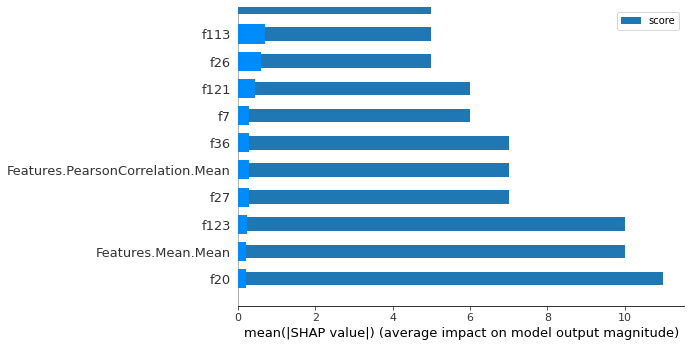 score
f113
f26
f121
f7
f36
Features.PearsonCorrelation.Mean
f27
f123
Features.Mean.Mean
f20
0 2 4 6 8 10
mean(|SHAP value|) (average impact on model output magnitude)